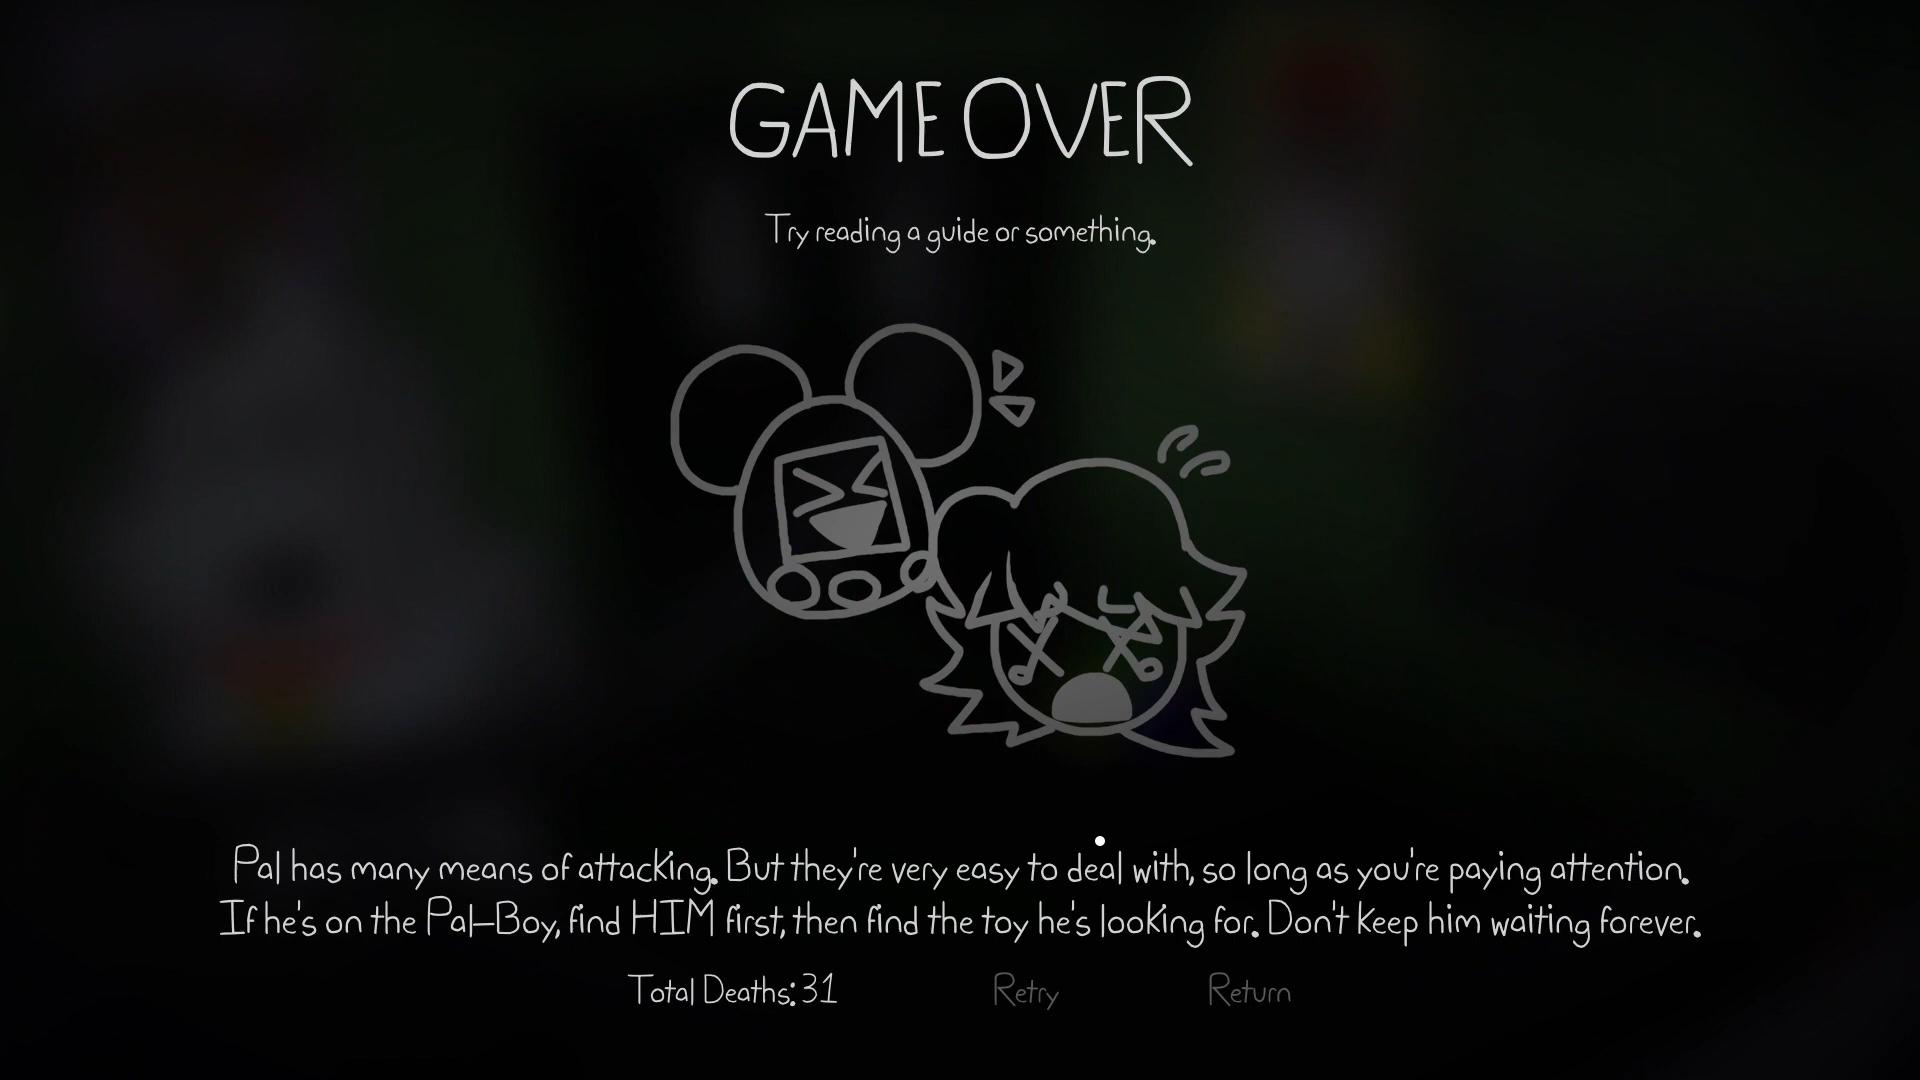 GAME OVER
Try reading a guide or something.
Pal has many means of attacking. But they're very easy to deal with, so long as you're paying attention.
If he's on the Pal-Boy, find HIM first, then find the toy he's looking for. Don't keep him waiting forever.
Total Deaths: 31
Retry
Return